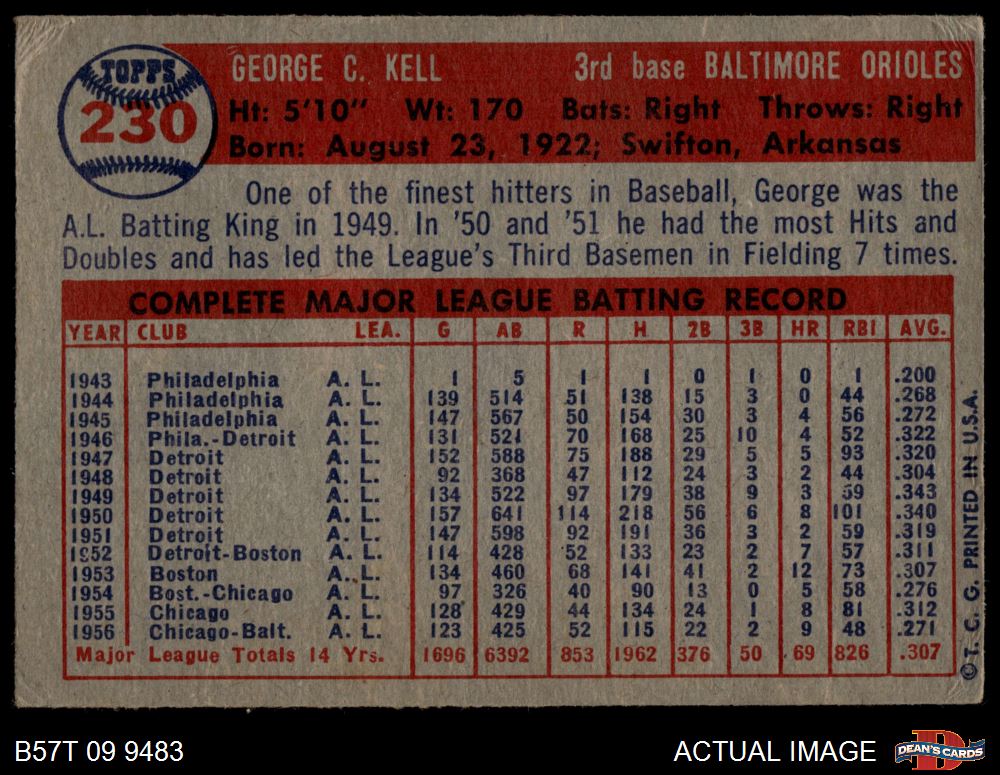 TOPPS
230
GEORGE C. KELL 3rd base BALTIMORE ORIOLES
Ht: 5'10" Wt: 170 Bats: Right Throws: Right
Born: August 23, 1922; Swifton, Arkansas
One of the finest hitters in Baseball, George was the
A.L. Batting King in 1949. In '50 and '51 he had the most Hits and
Doubles and has led the League's Third Basemen in Fielding 7 times.
COMPLETE MAJOR LEAGUE BATTING RECORD
YEAR CLUB LEA. G AB R H 2B 3B HR RBI AVG.
1943 Philadelphia A. L. 1 5 1 1 0 1 0 1 .200
1944 Philadelphia A. L. 139 514 51 138 15 3 0 44 .268
1945 Philadelphia A. L. 147 567 50 154 30 3 4 56 .272
1946 Phila.-Detroit A. L. 131 521 70 168 25 10 4 52 .322
1947 Detroit A. L. 152 588 75 188 29 5 5 93 .320
1948 Detroit A. L. 92 368 47 112 24 3 2 44 .304
1949 Detroit A. L. 134 522 97 179 38 9 3 59 .343
1950 Detroit A. L. 157 641 114 218 56 6 8 101 .340
1951 Detroit A. L. 147 598 92 191 36 3 2 59 .319
1952 Detroit-Boston A. L. 114 428 52 133 23 2 7 57 .311
1953 Boston A. L. 134 460 68 141 41 2 12 73 .307
1954 Bost.-Chicago A. L. 97 326 40 90 13 0 5 58 .276
1955 Chicago A. L. 128 429 44 134 24 1 8 81 .312
1956 Chicago-Balt. A. L. 123 425 52 115 22 2 9 48 .271
Major League Totals 14 Yrs. 1696 6392 853 1962 376 50 69 826 .307
©T. C. G. PRINTED IN U.S.A.
B57T 09 9483
ACTUAL IMAGE
D
DEAN'S CARDS